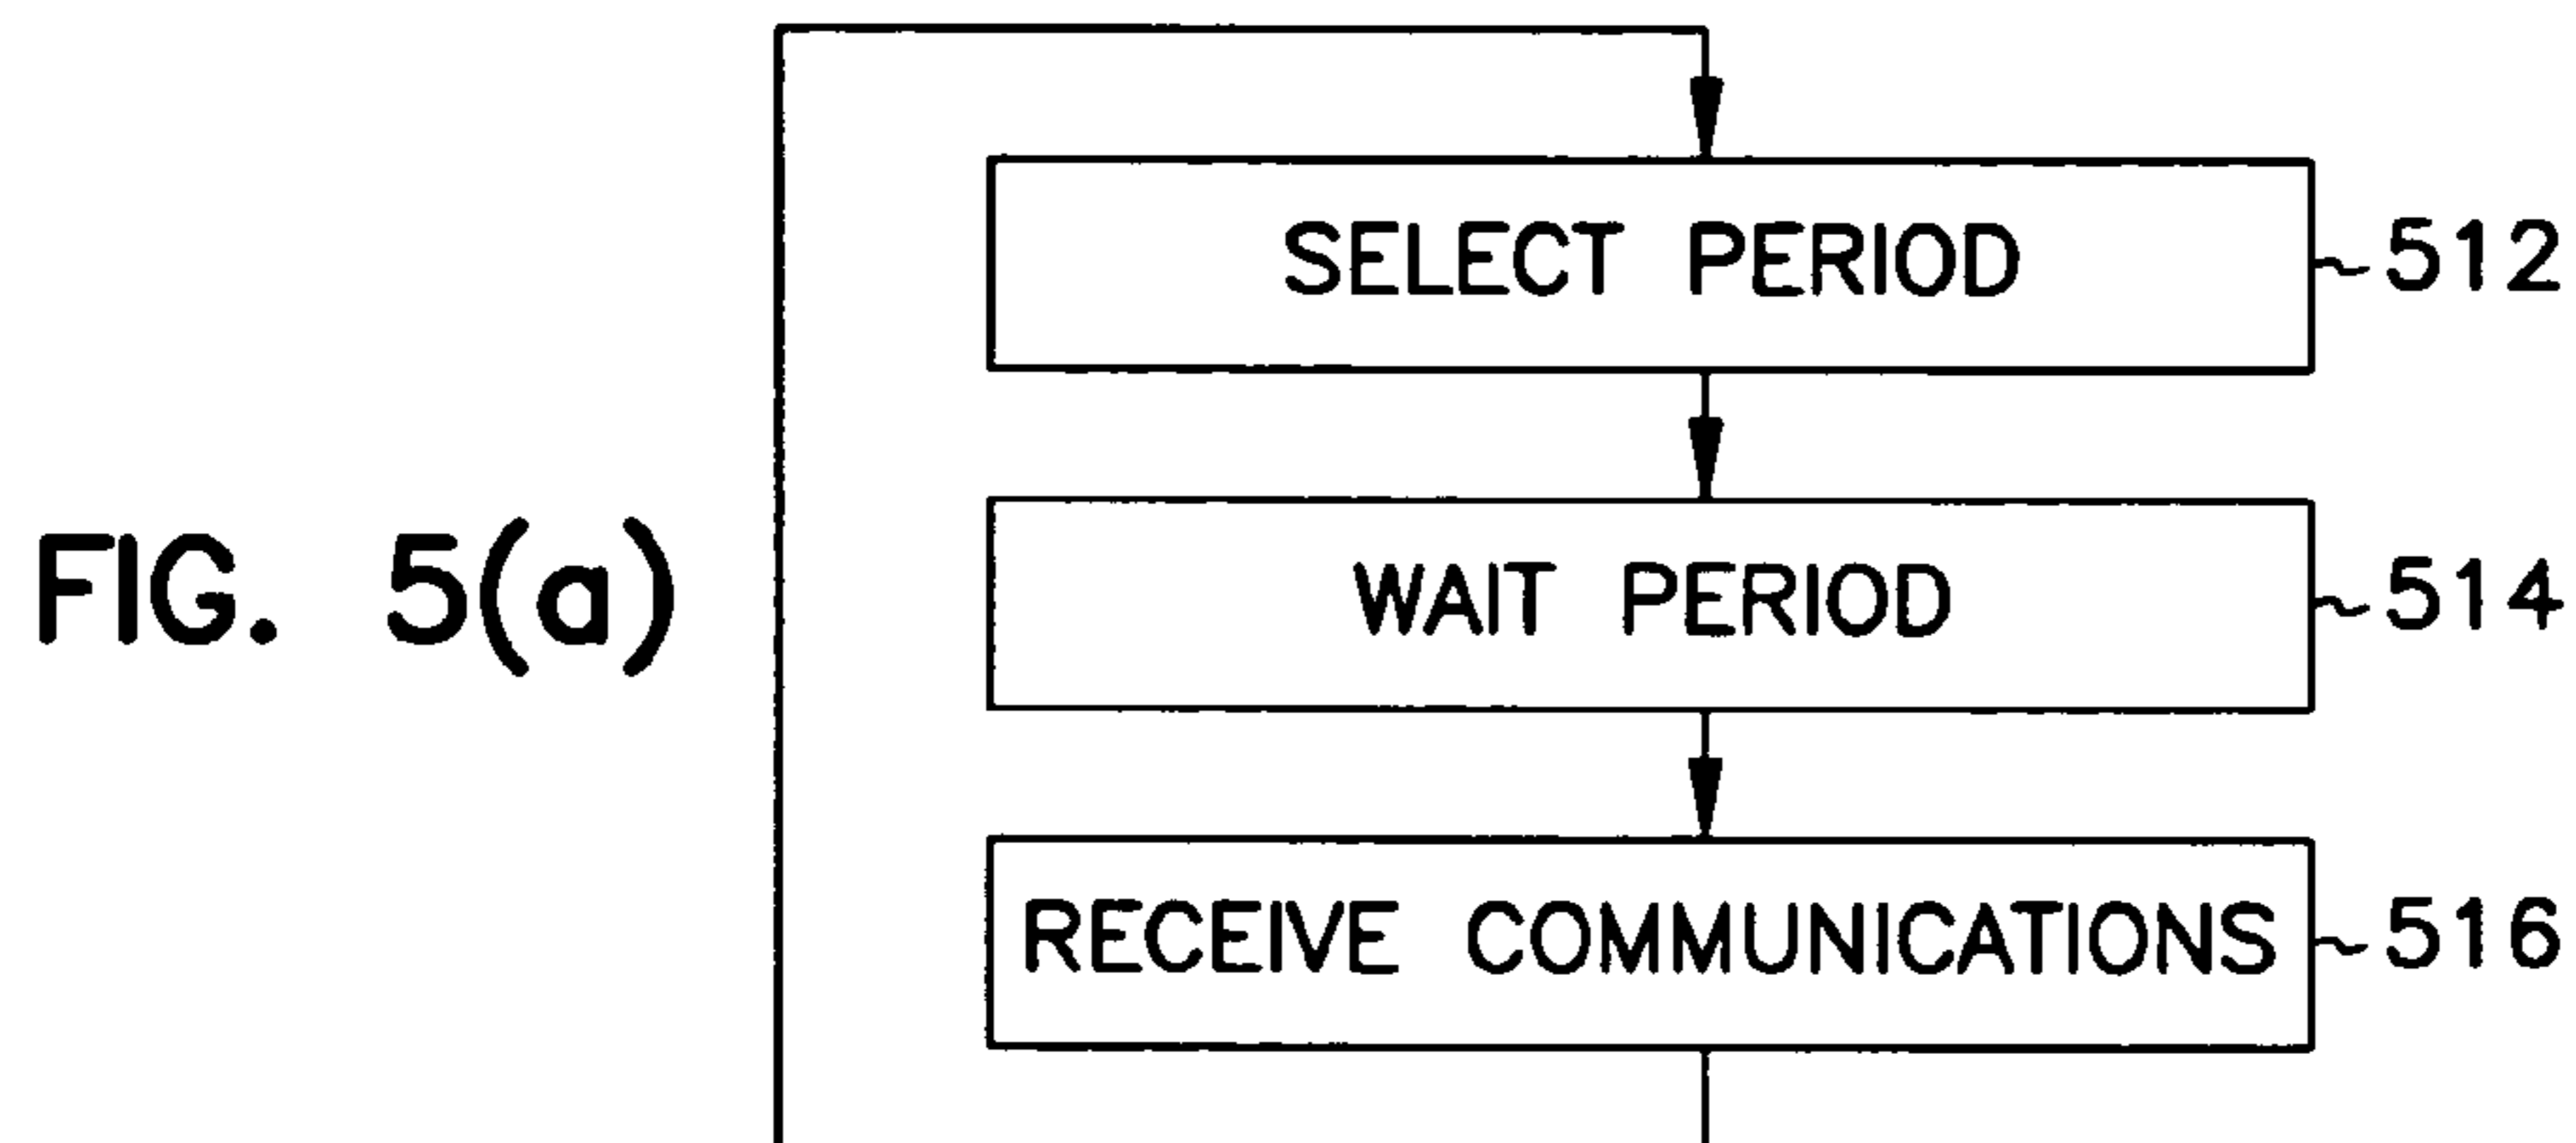 SELECT PERIOD
512
FIG. 5(a)
WAIT PERIOD
514
RECEIVE COMMUNICATIONS
516